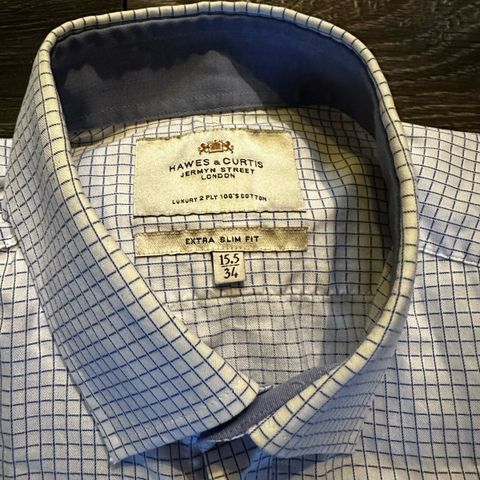 HAWES & CURTIS
JERMYN STREET
LONDON
LUXURY 2 PLY 100'S COTTON
EXTRA SLIM FIT
15.5
34